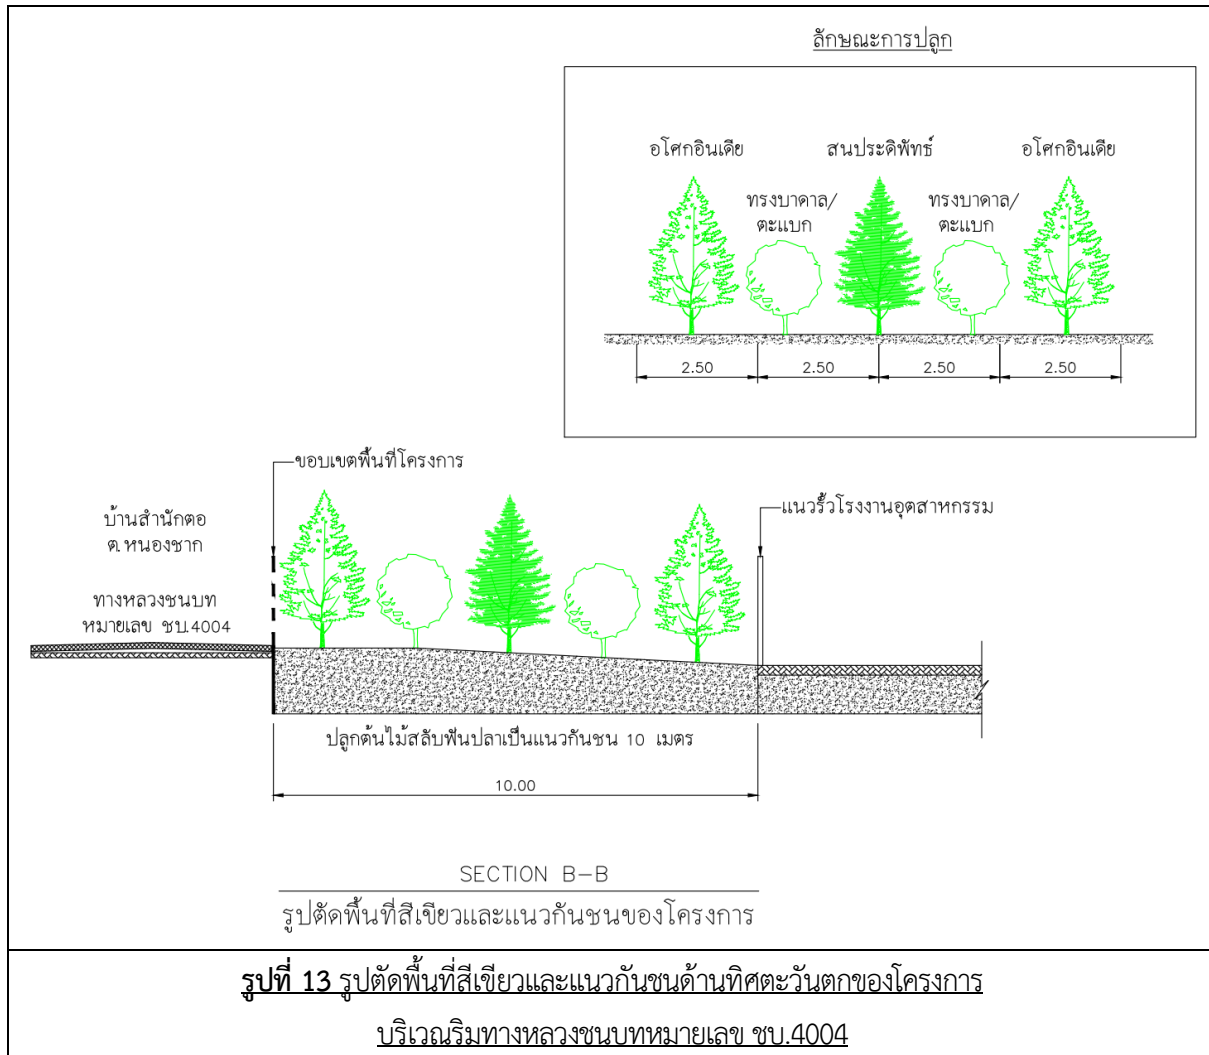 ลักษณะการปลูก
อโศกอินเดีย
สนประดิพัทธ์
อโศกอินเดีย
ทรงบาดาล/
ตะแบก
ทรงบาดาล/
ตะแบก
2.50
2.50
2.50
2.50
ขอบเขตพื้นที่โครงการ
แนวรั้วโรงงานอุตสาหกรรม
บ้านสำนักตอ
ต.หนองชาก
ทางหลวงชนบท
หมายเลข ชบ.4004
ปลูกต้นไม้สลับฟันปลาเป็นแนวกันชน 10 เมตร
10.00
SECTION B-B
รูปตัดพื้นที่สีเขียวและแนวกันชนของโครงการ
รูปที่ 13 รูปตัดพื้นที่สีเขียวและแนวกันชนด้านทิศตะวันตกของโครงการ
บริเวณริมทางหลวงชนบทหมายเลข ชบ.4004